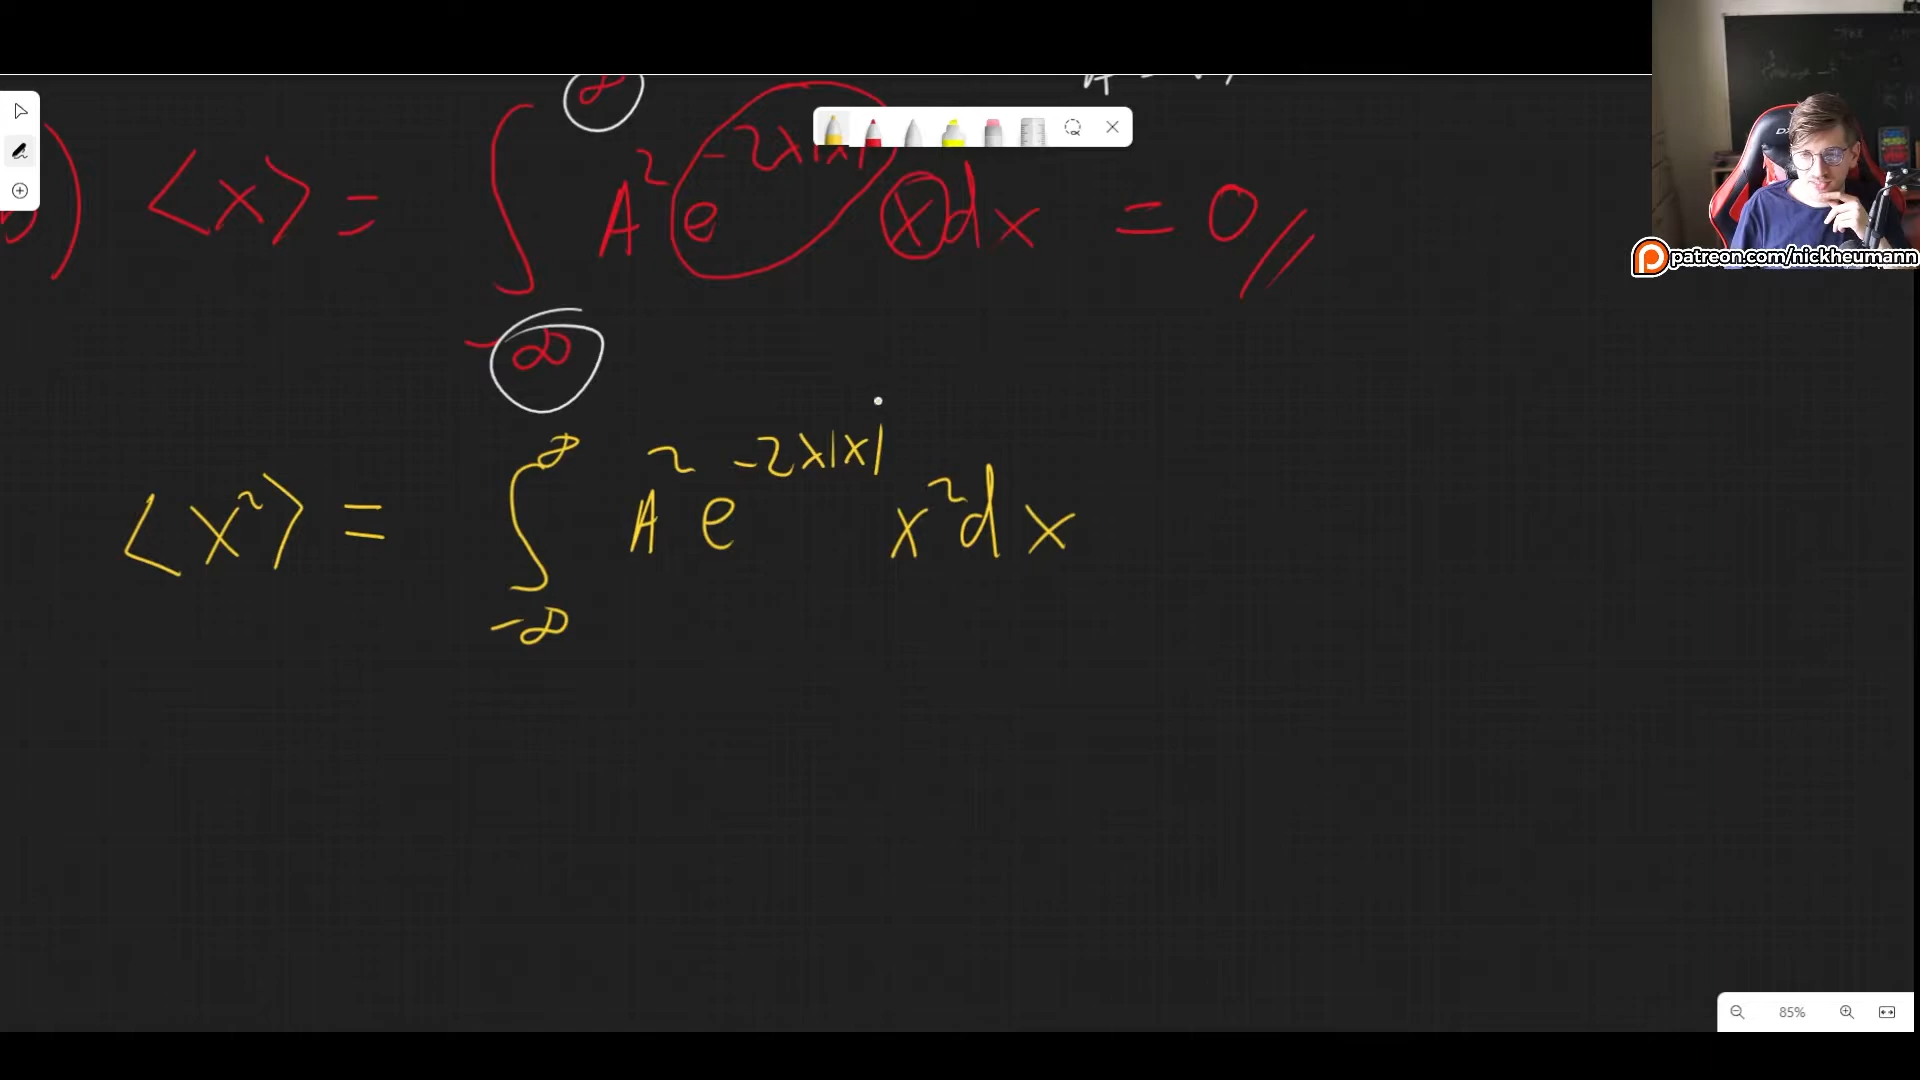 b) ⟨x⟩ = ∫_{-∞}^{∞} A² e^{-2λ|x|} x dx = 0 //
patreon.com/nickheumann
⟨x²⟩ = ∫_{-∞}^{∞} A² e^{-2λ|x|} x² dx
85%